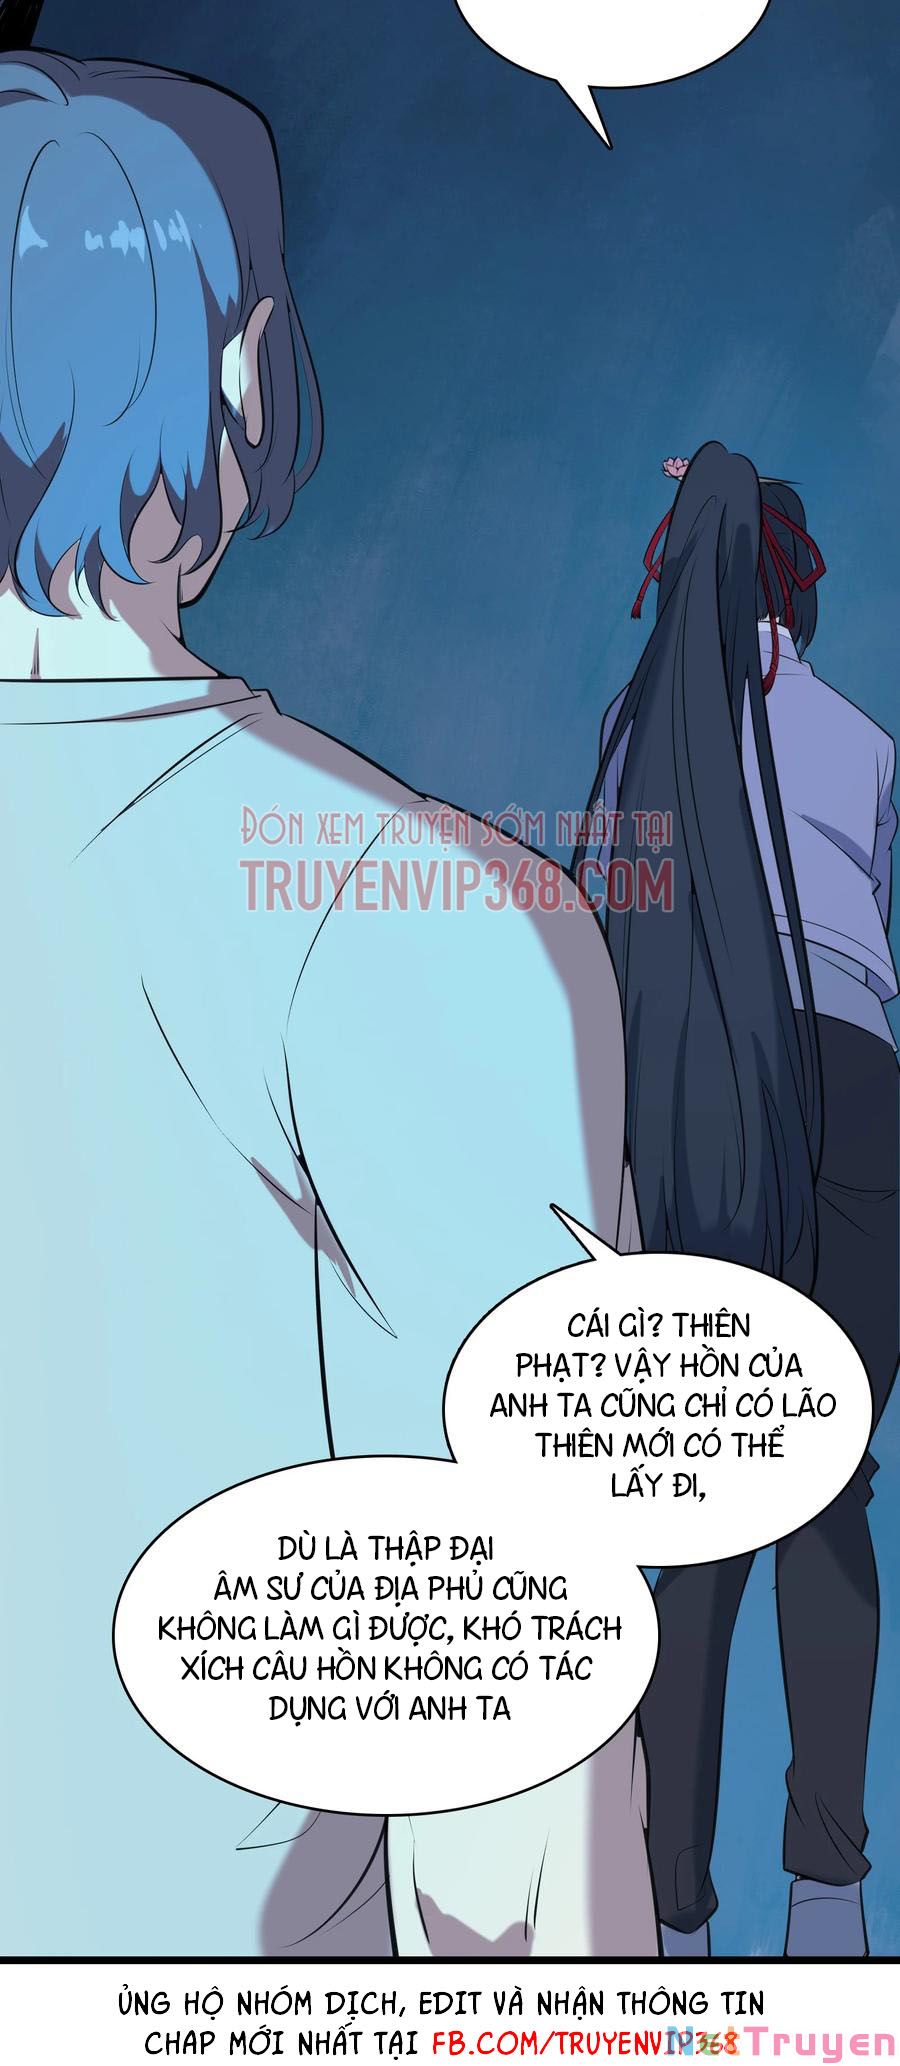 ĐÓN XEM TRUYỆN SỚM NHẤT TẠI
TRUYENVIP368.COM
CÁI GÌ? THIÊN
PHẠT? VẬY HỒN CỦA
ANH TA CŨNG CHỈ CÓ LÃO
THIÊN MỚI CÓ THỂ
LẤY ĐI,
DÙ LÀ THẬP ĐẠI
ÂM SƯ CỦA ĐỊA PHỦ CŨNG
KHÔNG LÀM GÌ ĐƯỢC, KHÓ TRÁCH
XÍCH CÂU HỒN KHÔNG CÓ TÁC
DỤNG VỚI ANH TA
ỦNG HỘ NHÓM DỊCH, EDIT VÀ NHẬN THÔNG TIN
CHAP MỚI NHẤT TẠI FB.COM/TRUYENVIP368
NetTruyen